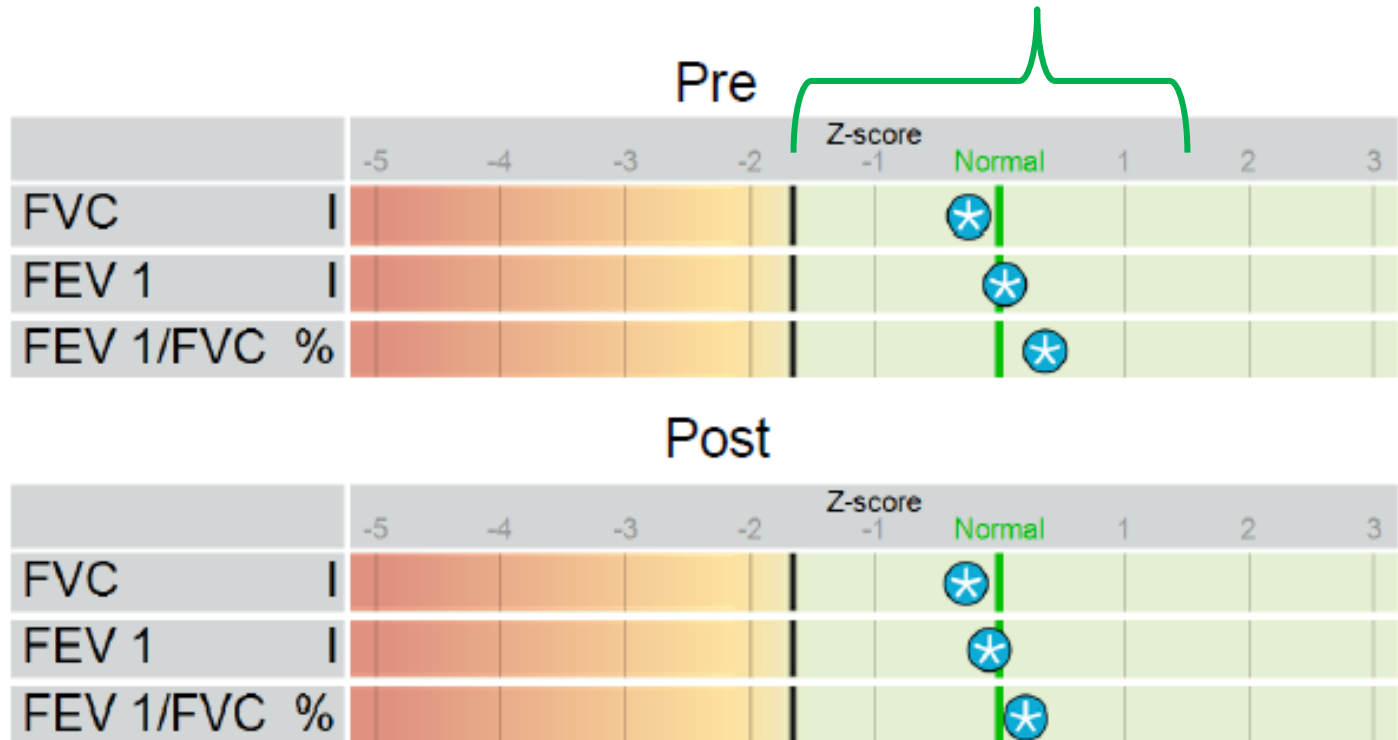 Pre
Z-score
-5 -4 -3 -2 -1 Normal 1 2 3
FVC l
FEV 1 l
FEV 1/FVC %
Post
Z-score
-5 -4 -3 -2 -1 Normal 1 2 3
FVC l
FEV 1 l
FEV 1/FVC %